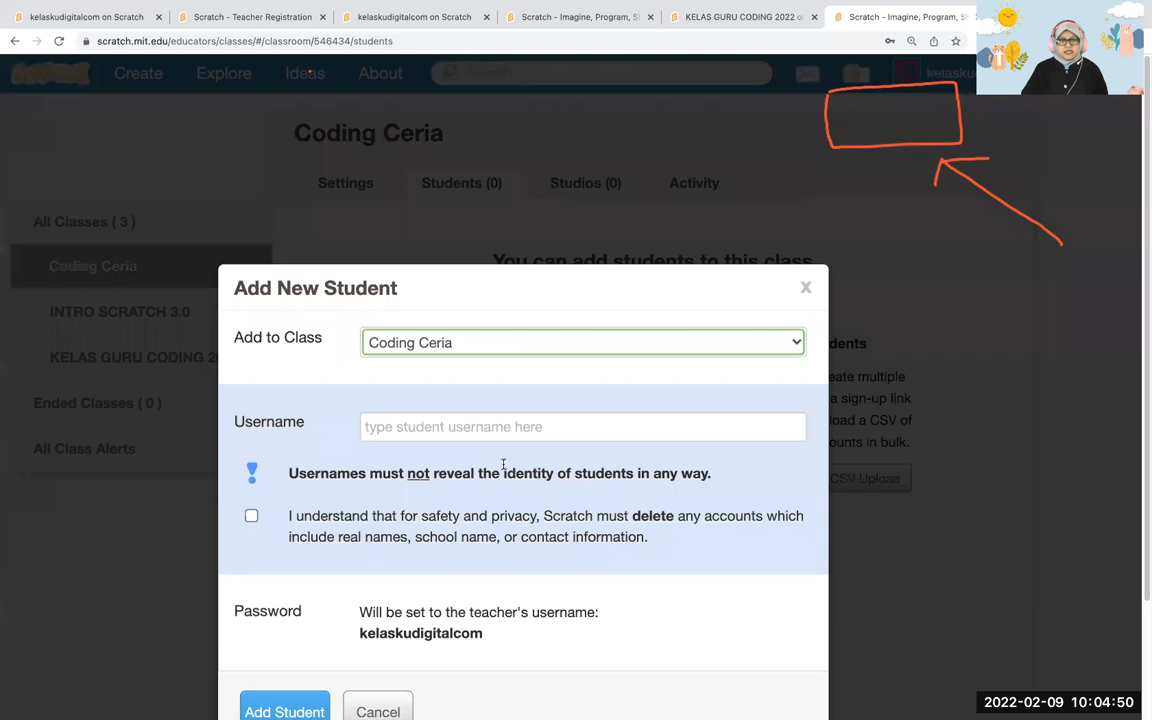 kelaskudigitalcom on Scratch
Scratch - Teacher Registration
kelaskudigitalcom on Scratch
Scratch - Imagine, Program, S
KELAS GURU CODING 2022 o
Scratch - Imagine, Program, Sh
scratch.mit.edu/educators/classes/#/classroom/546434/students
Create
Explore
Ideas
About
Coding Ceria
Settings
Students (0)
Studios (0)
Activity
All Classes ( 3 )
You can add students to this class
Coding Ceria
INTRO SCRATCH 3.0
KELAS GURU CODING 20
Ended Classes ( 0 )
All Class Alerts
Add New Student
X
Add to Class
Coding Ceria
Username
type student username here
Usernames must not reveal the identity of students in any way.
I understand that for safety and privacy, Scratch must delete any accounts which
include real names, school name, or contact information.
Password
Will be set to the teacher's username:
kelaskudigitalcom
Add Student
Cancel
multiple
a sign-up link
a CSV of
in bulk.
CSV Upload
2022-02-09 10:04:50